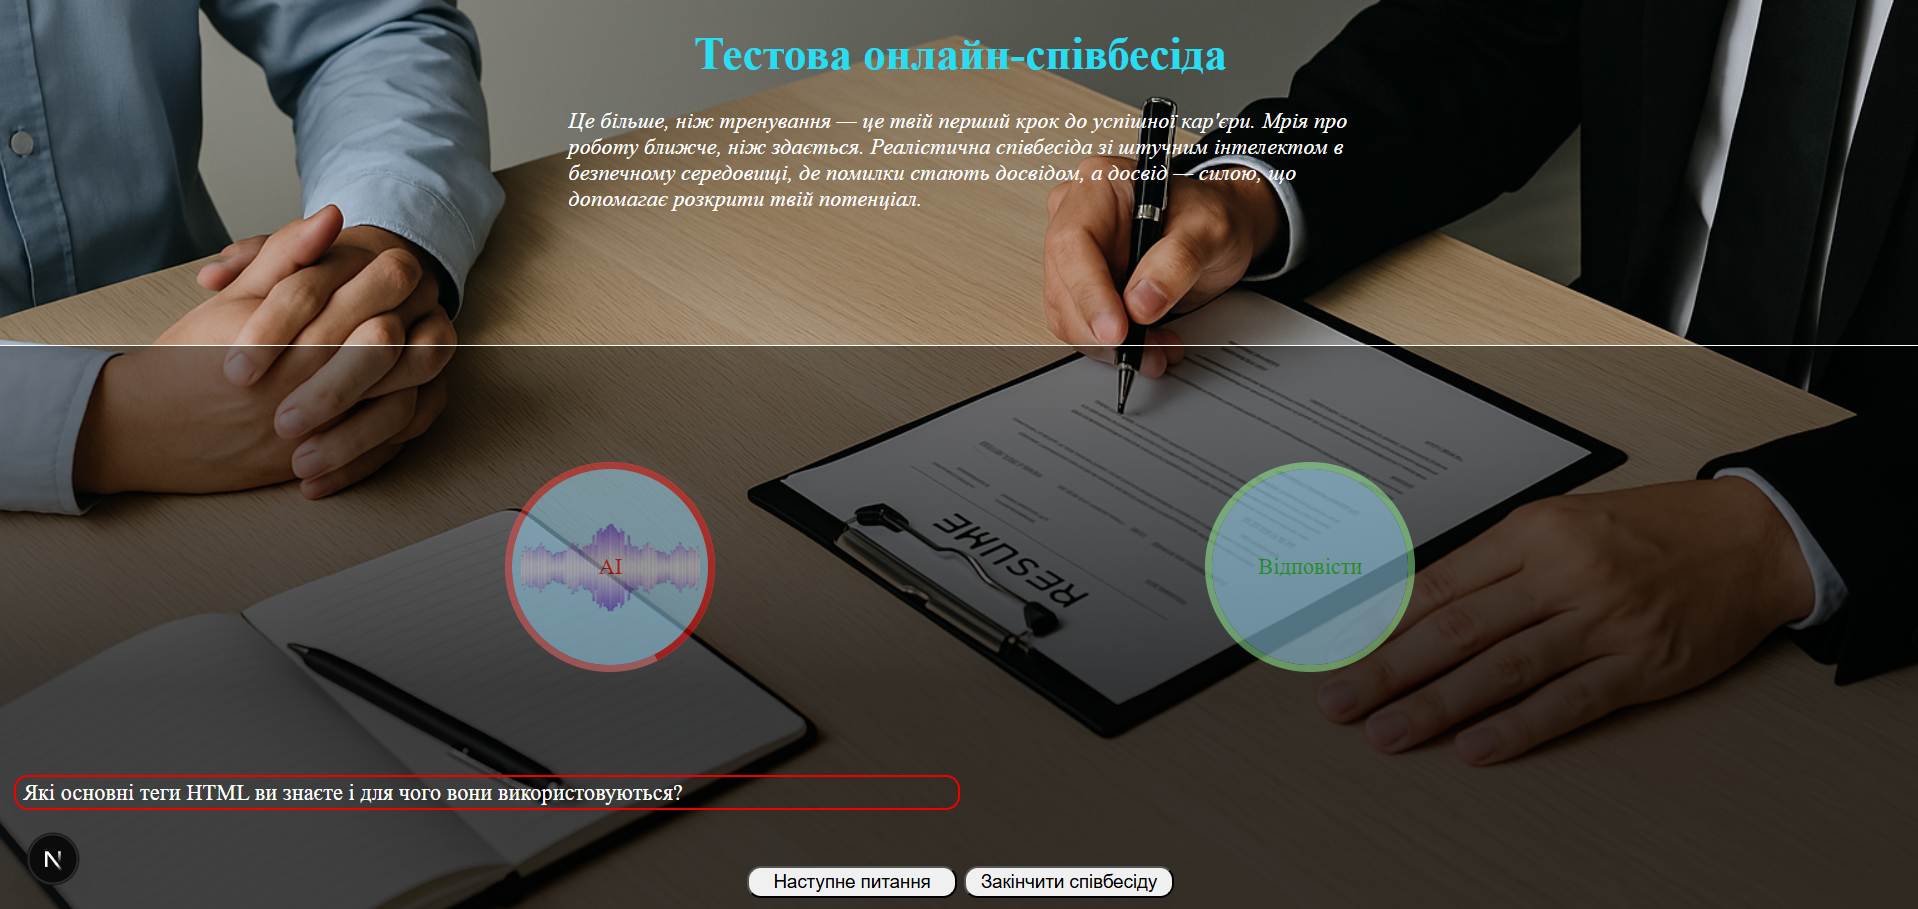 Тестова онлайн-співбесіда
Це більше, ніж тренування — це твій перший крок до успішної кар'єри. Мрія про
роботу ближче, ніж здається. Реалістична співбесіда зі штучним інтелектом в
безпечному середовищі, де помилки стають досвідом, а досвід — силою, що
допомагає розкрити твій потенціал.
AI
Відповісти
RESUME
Які основні теги HTML ви знаєте і для чого вони використовуються?
N
Наступне питання
Закінчити співбесіду